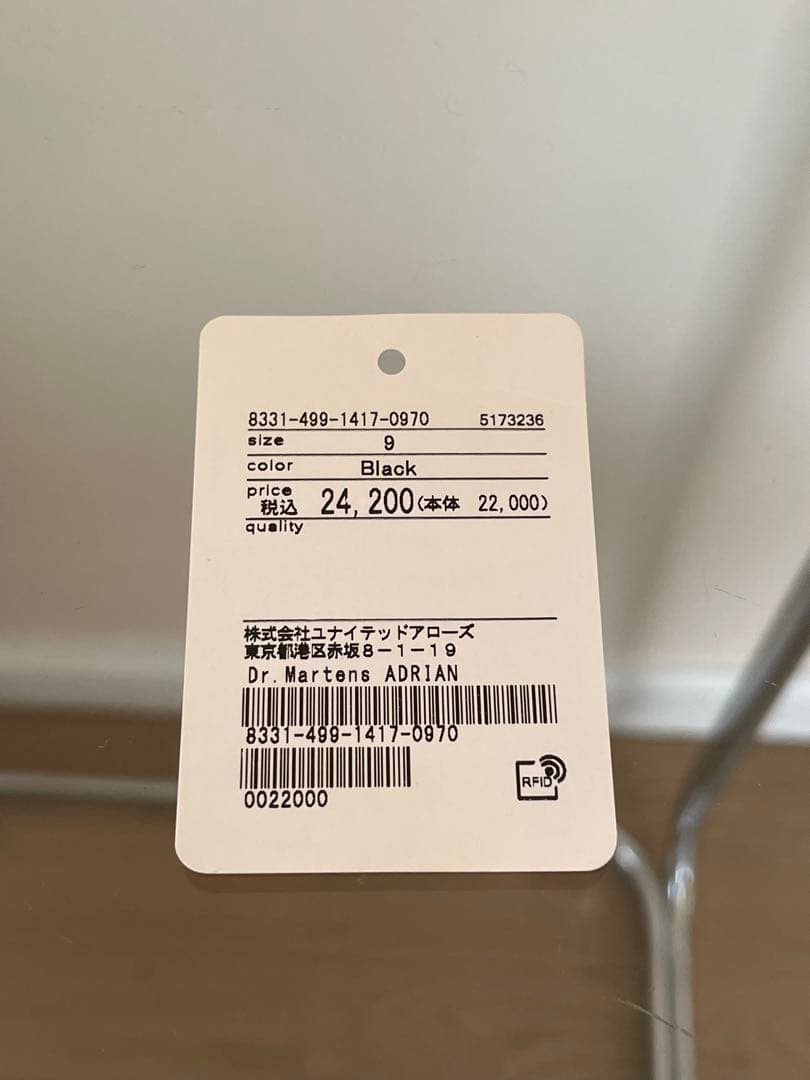 8331-499-1417-0970 5173236
size 9
color Black
price
税込 24,200(本体 22,000)
quality
株式会社ユナイテッドアローズ
東京都港区赤坂8-1-19
Dr.Martens ADRIAN
8331-499-1417-0970
0022000
RFID